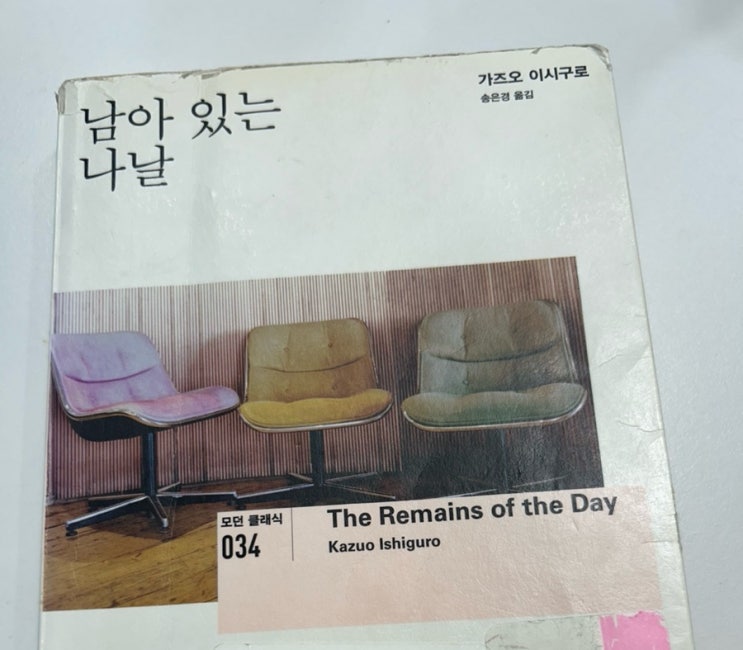 남아 있는
나날
가즈오 이시구로
송은경 옮김
모던 클래식
034
The Remains of the Day
Kazuo Ishiguro